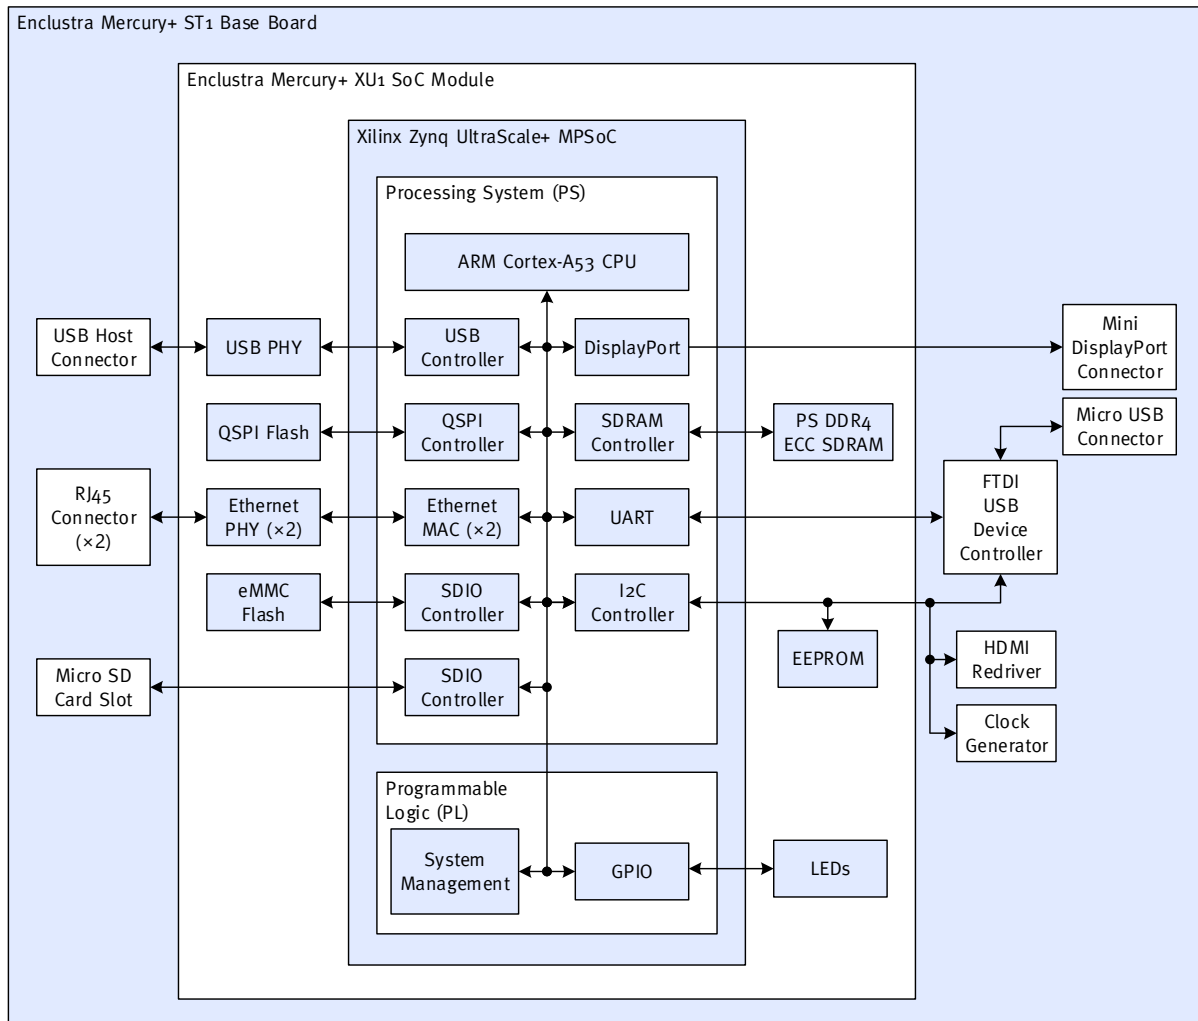 Enclustra Mercury+ ST1 Base Board
Enclustra Mercury+ XU1 SoC Module
Xilinx Zynq UltraScale+ MPSoC
Processing System (PS)
ARM Cortex-A53 CPU
USB Host
Connector
USB PHY
USB
Controller
DisplayPort
Mini
DisplayPort
Connector
QSPI Flash
QSPI
Controller
SDRAM
Controller
PS DDR4
ECC SDRAM
Micro USB
Connector
RJ45
Connector
(×2)
Ethernet
PHY (×2)
Ethernet
MAC (×2)
UART
FTDI
USB
Device
Controller
eMMC
Flash
SDIO
Controller
I2C
Controller
EEPROM
HDMI
Redriver
Micro SD
Card Slot
SDIO
Controller
Clock
Generator
Programmable
Logic (PL)
System
Management
GPIO
LEDs